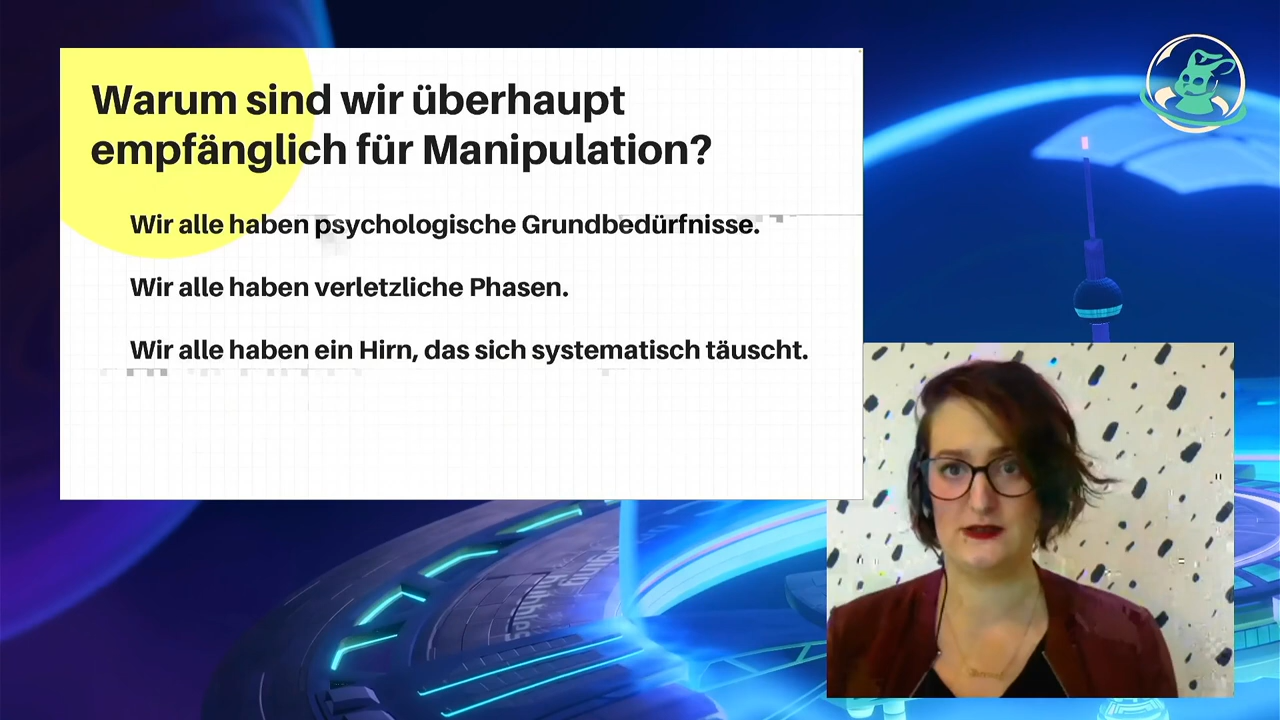 Warum sind wir überhaupt
empfänglich für Manipulation?
Wir alle haben psychologische Grundbedürfnisse.
Wir alle haben verletzliche Phasen.
Wir alle haben ein Hirn, das sich systematisch täuscht.